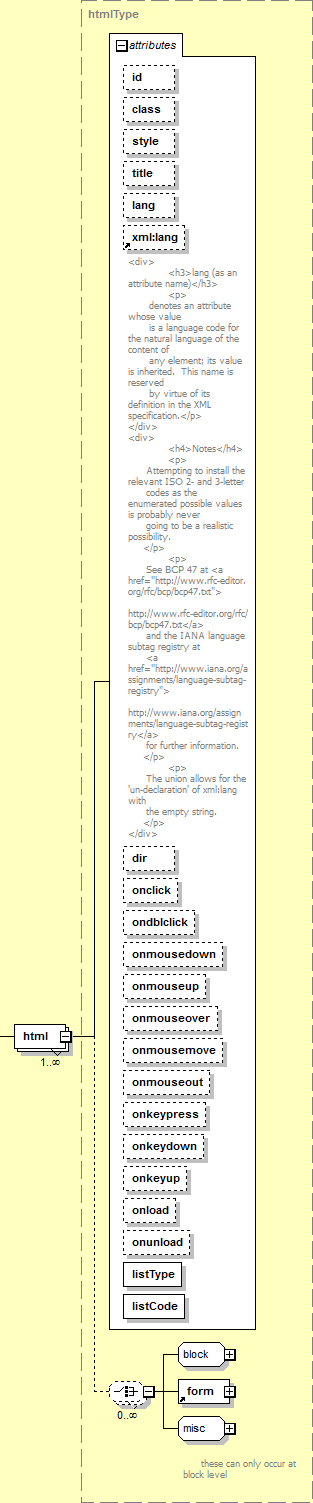 htmlType
attributes
id
class
style
title
lang
xml:lang
<div>
<h3>lang (as an
attribute name)</h3>
<p>
denotes an attribute
whose value
is a language code for
the natural language of the
content of
any element; its value
is inherited.  This name is
reserved
by virtue of its
definition in the XML
specification.</p>
</div>
<div>
<h4>Notes</h4>
<p>
Attempting to install the
relevant ISO 2- and 3-letter
codes as the
enumerated possible values
is probably never
going to be a realistic
possibility.
</p>
<p>
See BCP 47 at <a
href="http://www.rfc-editor.
org/rfc/bcp/bcp47.txt">
http://www.rfc-editor.org/rfc/
bcp/bcp47.txt</a>
and the IANA language
subtag registry at
<a
href="http://www.iana.org/a
ssignments/language-subtag-
registry">
http://www.iana.org/assign
ments/language-subtag-regist
ry</a>
for further information.
</p>
<p>
The union allows for the
'un-declaration' of xml:lang
with
the empty string.
</p>
</div>
dir
onclick
ondblclick
onmousedown
onmouseup
onmouseover
html
1..∞
onmousemove
onmouseout
onkeypress
onkeydown
onkeyup
onload
onunload
listType
listCode
block
form
0..∞
misc
these can only occur at
block level